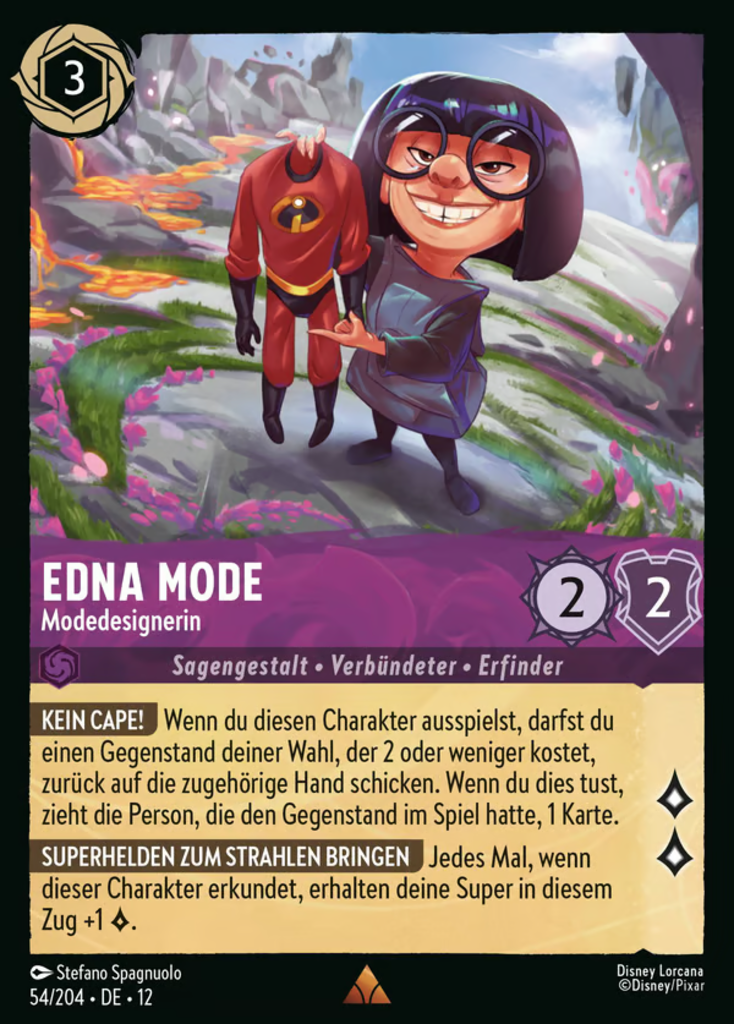 3
EDNA MODE
Modedesignerin
2
2
Sagengestalt • Verbündeter • Erfinder
KEIN CAPE! Wenn du diesen Charakter ausspielst, darfst du
einen Gegenstand deiner Wahl, der 2 oder weniger kostet,
zurück auf die zugehörige Hand schicken. Wenn du dies tust,
zieht die Person, die den Gegenstand im Spiel hatte, 1 Karte.
SUPERHELDEN ZUM STRAHLEN BRINGEN Jedes Mal, wenn
dieser Charakter erkundet, erhalten deine Super in diesem
Zug +1 .
Stefano Spagnuolo
54/204 • DE • 12
Disney Lorcana
©Disney/Pixar